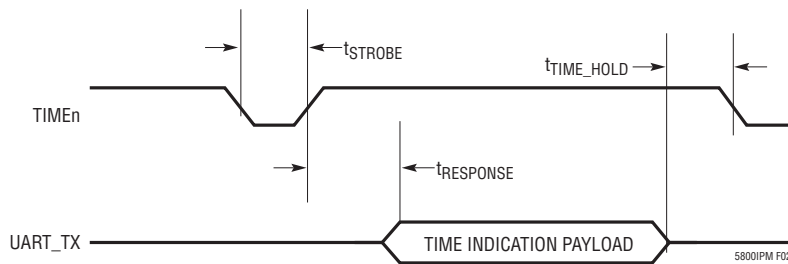 tSTROBE
tTIME_HOLD
TIMEn
tRESPONSE
UART_TX
TIME INDICATION PAYLOAD
5800IPM F02